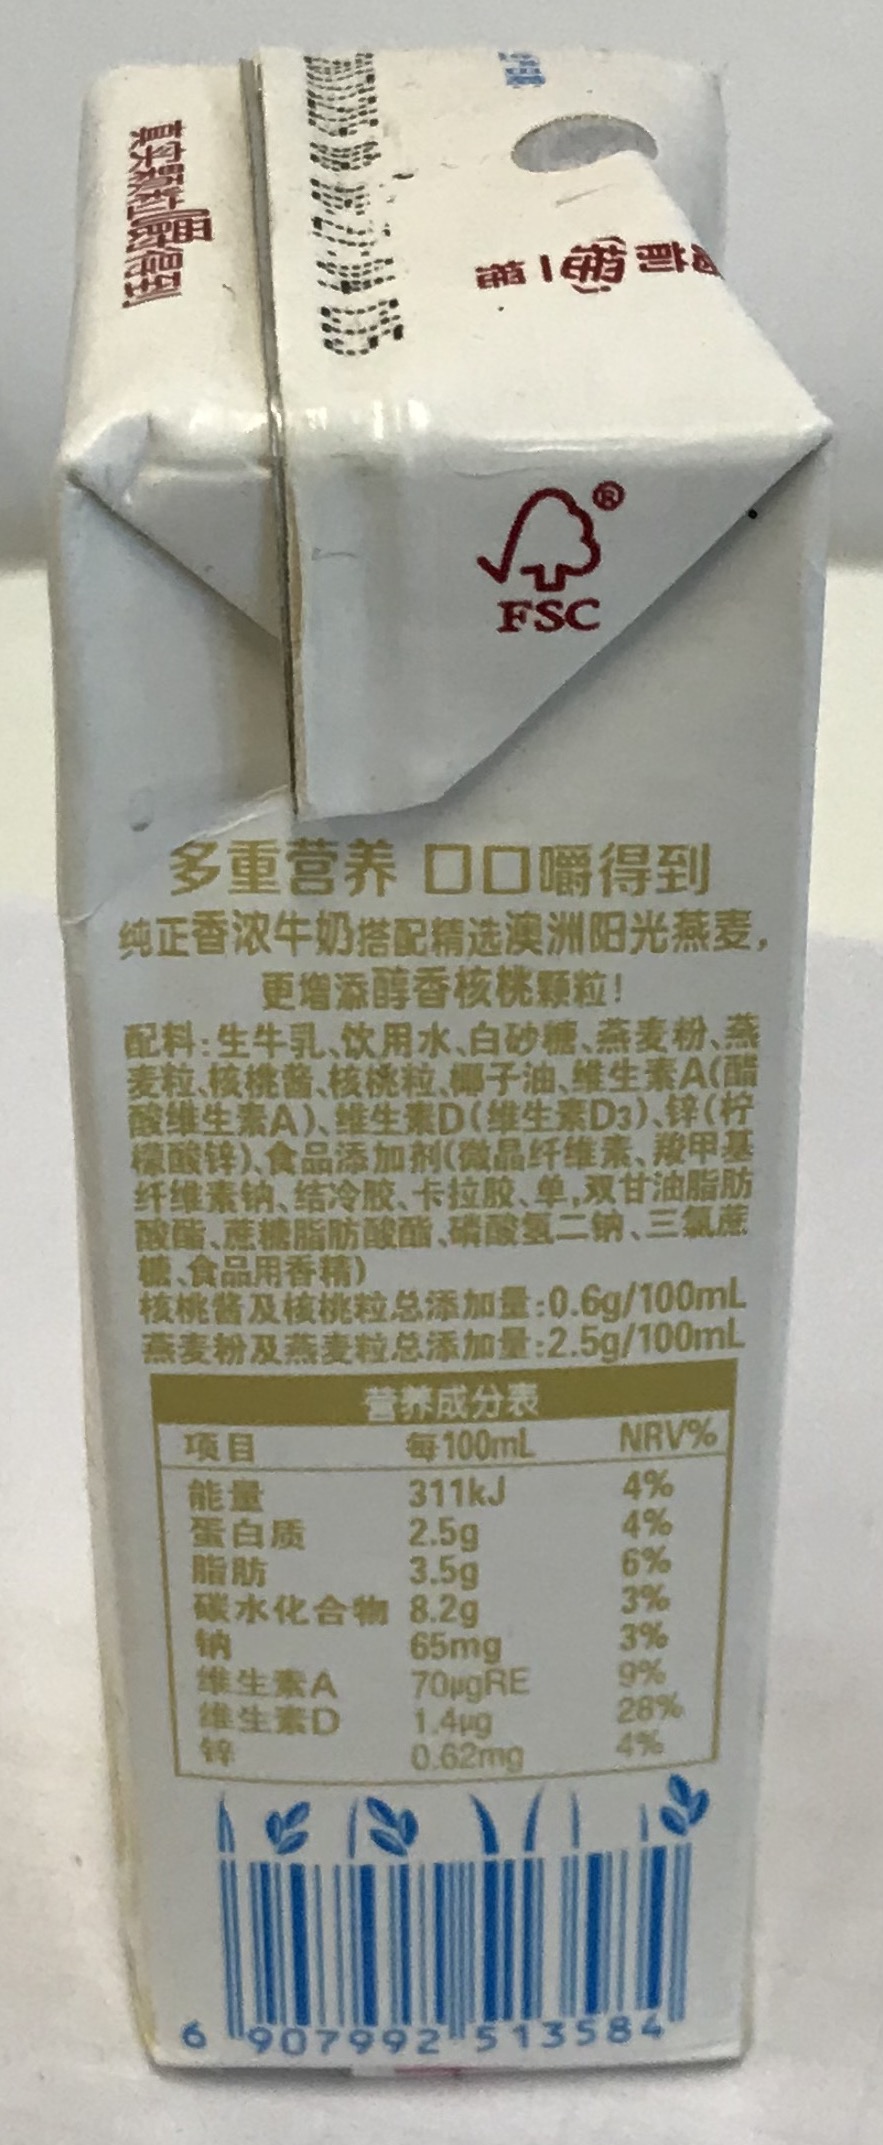 真实颗粒嚼得到
FSC
多重营养 口口嚼得到
纯正香浓牛奶搭配精选澳洲阳光燕麦,
更增添醇香核桃颗粒!
配料:生牛乳、饮用水、白砂糖、燕麦粉、燕
麦粒、核桃酱、核桃粒、椰子油、维生素A(醋
酸维生素A)、维生素D(维生素D3)、锌(柠
檬酸锌)、食品添加剂(微晶纤维素、羧甲基
纤维素钠、结冷胶、卡拉胶、单,双甘油脂肪
酸酯、蔗糖脂肪酸酯、磷酸氢二钠、三氯蔗
糖、食品用香精)
核桃酱及核桃粒总添加量:0.6g/100mL
燕麦粉及燕麦粒总添加量:2.5g/100mL
营养成分表
项目 每100mL NRV%
能量 311kJ 4%
蛋白质 2.5g 4%
脂肪 3.5g 6%
碳水化合物 8.2g 3%
钠 65mg 3%
维生素A 70μgRE 9%
维生素D 1.4μg 28%
锌 0.62mg 4%
6 907992 513584